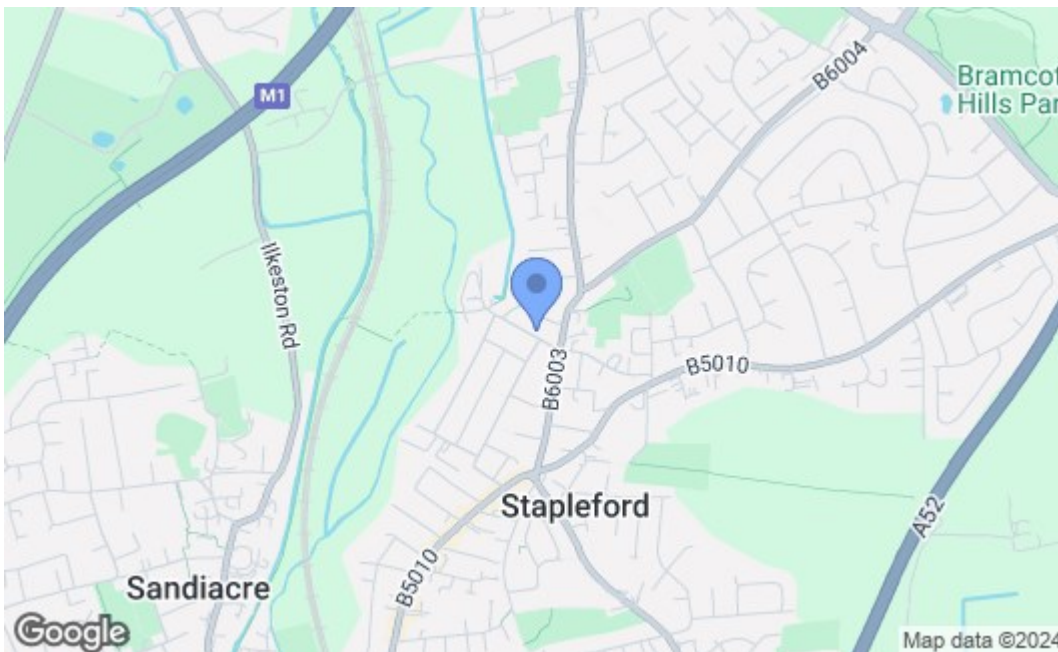 B6004
Bramcot
Hills Par
M1
Ilkeston Rd
B6003
B5010
Stapleford
A52
B5010
Sandiacre
Google
Map data ©2024